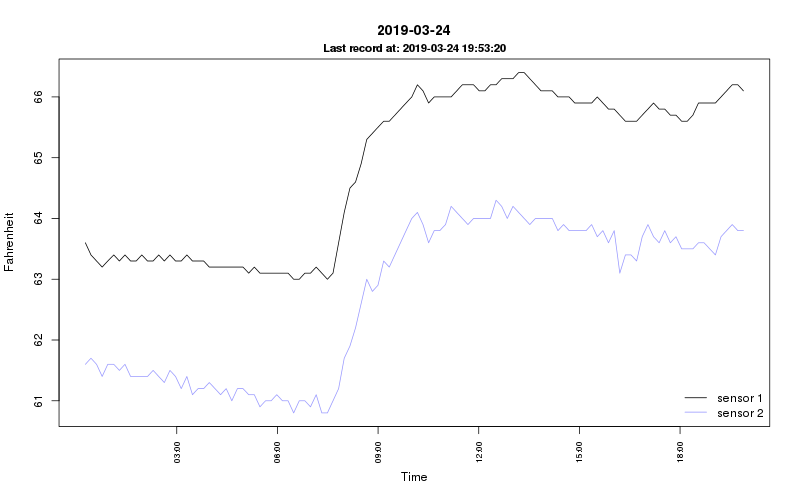 2019-03-24
Last record at: 2019-03-24 19:53:20
Fahrenheit
66
65
64
63
62
61
sensor 1
sensor 2
03:00 06:00 09:00 12:00 15:00 18:00
Time